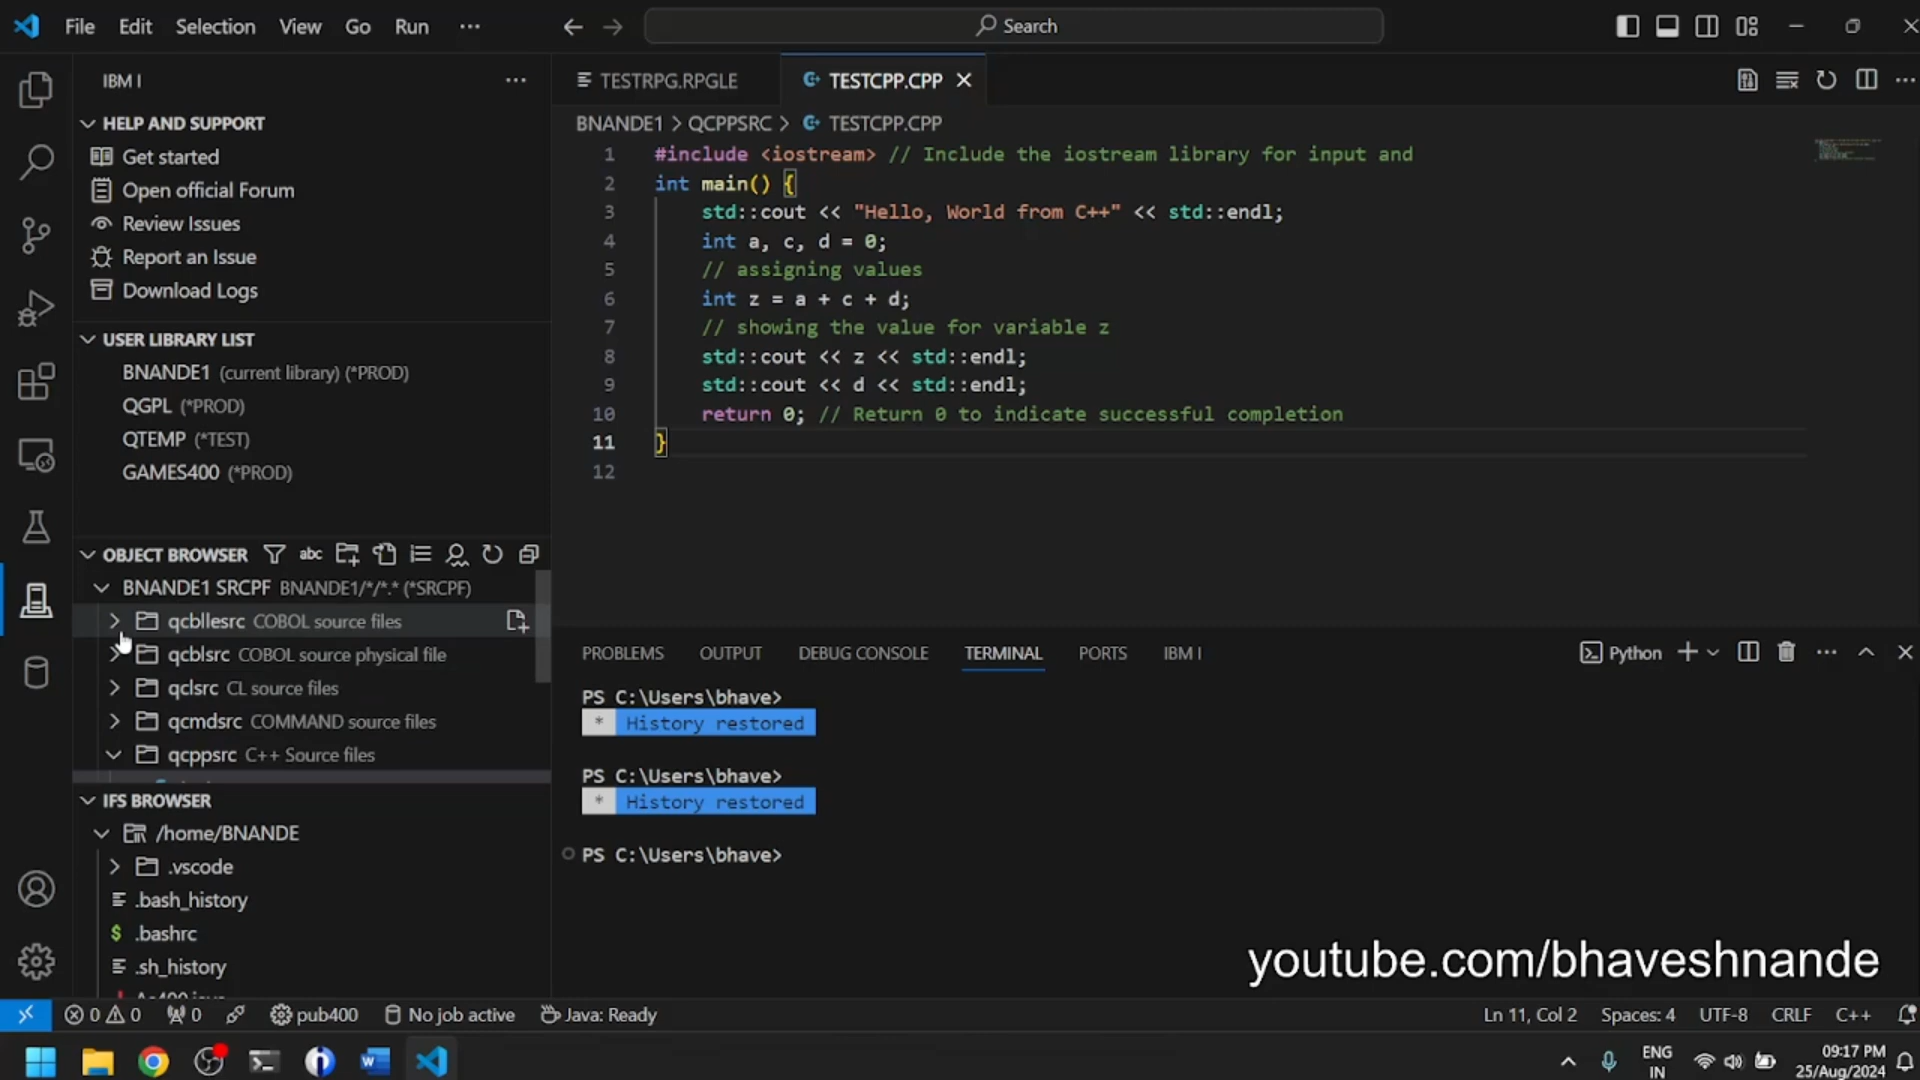 File Edit Selection View Go Run ···
Search
IBM I
HELP AND SUPPORT
Get started
Open official Forum
Review Issues
Report an Issue
Download Logs
USER LIBRARY LIST
BNANDE1 (current library) (*PROD)
QGPL (*PROD)
QTEMP (*TEST)
GAMES400 (*PROD)
OBJECT BROWSER abc
BNANDE1 SRCPF BNANDE1/*/*.* (*SRCPF)
qcbllesrc COBOL source files
qcblsrc COBOL source physical file
qclsrc CL source files
qcmdsrc COMMAND source files
qcppsrc C++ Source files
IFS BROWSER
/home/BNANDE
.vscode
.bash_history
$ .bashrc
.sh_history
TESTRPG.RPGLE TESTCPP.CPP
BNANDE1 > QCPPSRC > TESTCPP.CPP
1 #include <iostream> // Include the iostream library for input and
2 int main() {
3 std::cout << "Hello, World from C++" << std::endl;
4 int a, c, d = 0;
5 // assigning values
6 int z = a + c + d;
7 // showing the value for variable z
8 std::cout << z << std::endl;
9 std::cout << d << std::endl;
10 return 0; // Return 0 to indicate successful completion
11 }
12
PROBLEMS OUTPUT DEBUG CONSOLE TERMINAL PORTS IBM I Python
PS C:\Users\bhave>
* History restored
PS C:\Users\bhave>
* History restored
PS C:\Users\bhave>
youtube.com/bhaveshnande
0 0 0 pub400 No job active Java: Ready Ln 11, Col 2 Spaces: 4 UTF-8 CRLF C++
ENG
IN
09:17 PM
25/Aug/2024